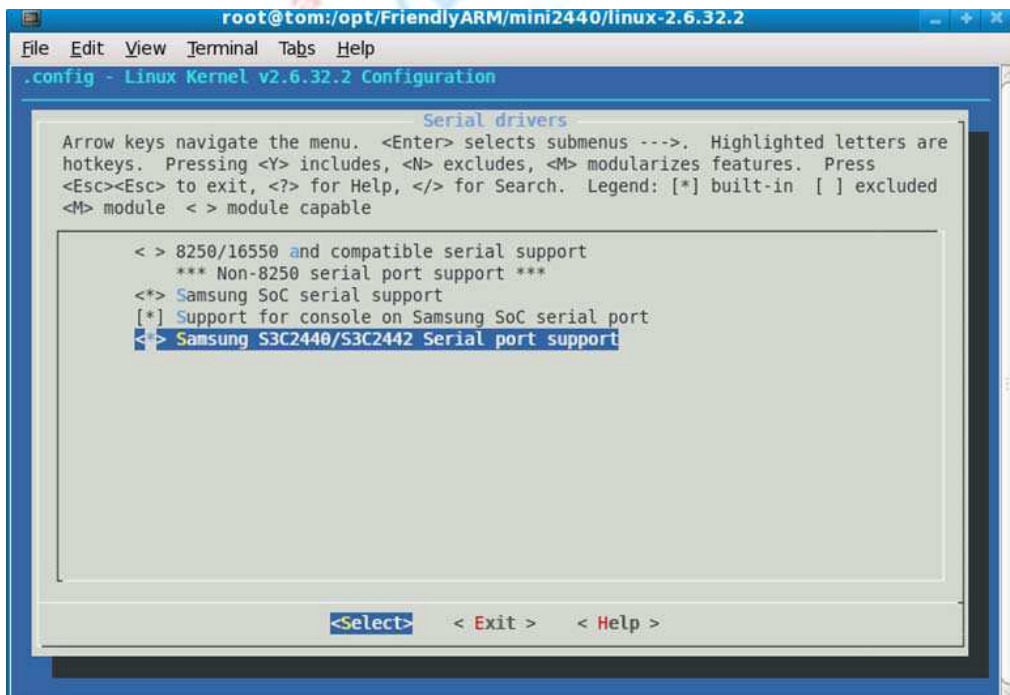 root@tom:/opt/FriendlyARM/mini2440/linux-2.6.32.2
File Edit View Terminal Tabs Help
.config - Linux Kernel v2.6.32.2 Configuration
Serial drivers
Arrow keys navigate the menu. <Enter> selects submenus --->. Highlighted letters are
hotkeys. Pressing <Y> includes, <N> excludes, <M> modularizes features. Press
<Esc><Esc> to exit, <?> for Help, </> for Search. Legend: [*] built-in [ ] excluded
<M> module < > module capable
< > 8250/16550 and compatible serial support
*** Non-8250 serial port support ***
<*> Samsung SoC serial support
[*] Support for console on Samsung SoC serial port
<*> Samsung S3C2440/S3C2442 Serial port support
<Select> < Exit > < Help >